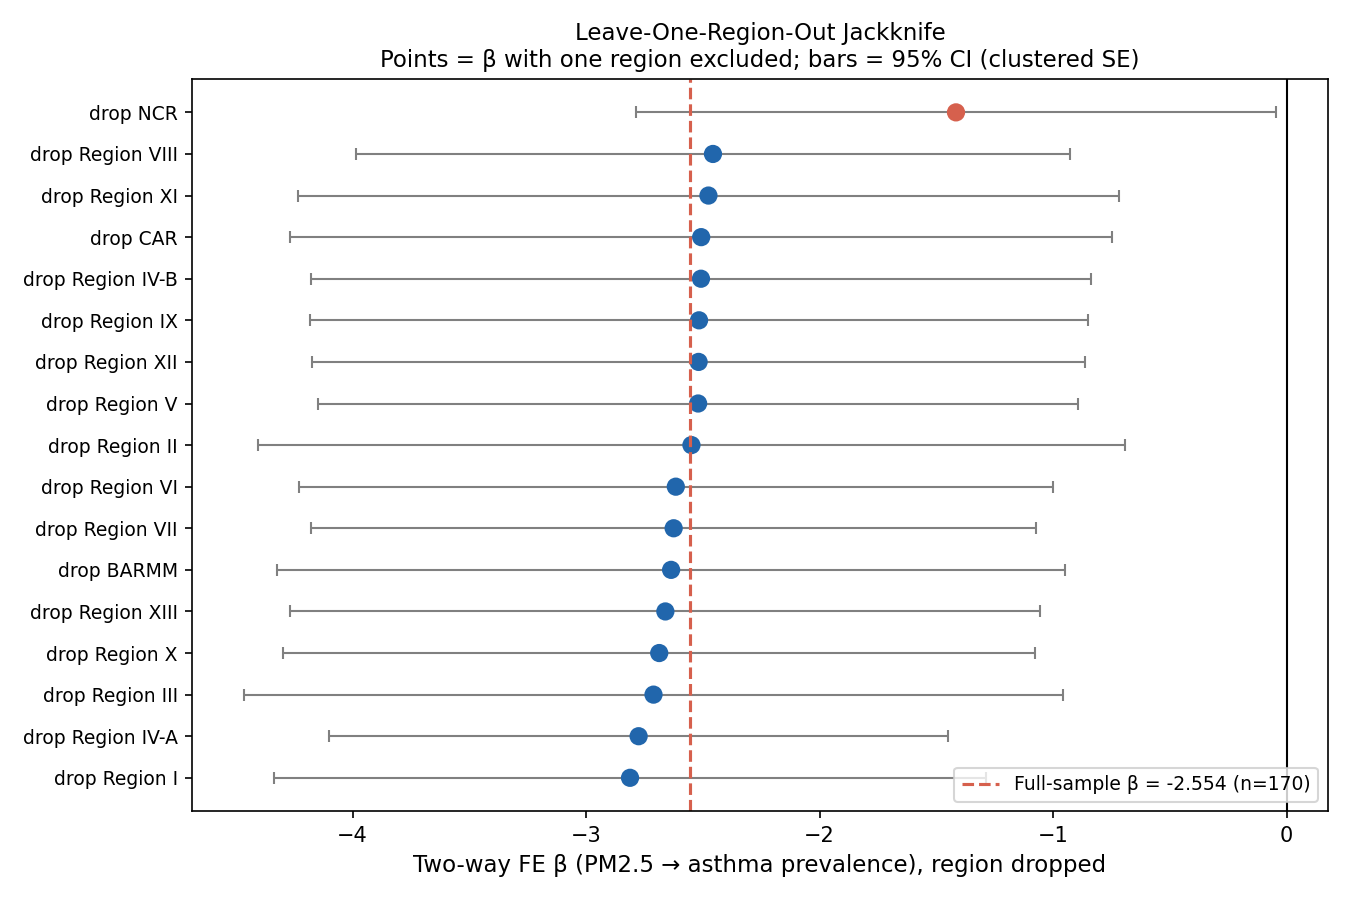 Leave-One-Region-Out Jackknife
Points = β with one region excluded; bars = 95% CI (clustered SE)
drop NCR
drop Region VIII
drop Region XI
drop CAR
drop Region IV-B
drop Region IX
drop Region XII
drop Region V
drop Region II
drop Region VI
drop Region VII
drop BARMM
drop Region XIII
drop Region X
drop Region III
drop Region IV-A
drop Region I
Full-sample β = -2.554 (n=170)
−4 −3 −2 −1 0
Two-way FE β (PM2.5 → asthma prevalence), region dropped